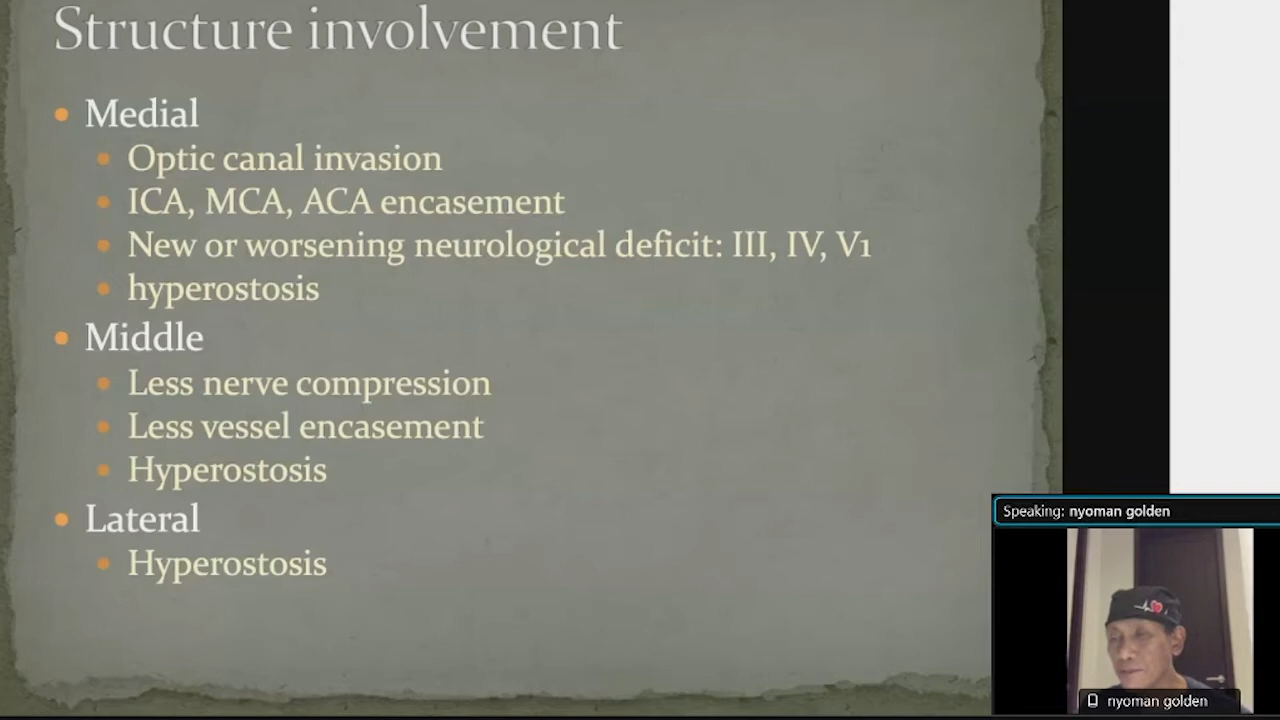 Structure involvement
Medial
Optic canal invasion
ICA, MCA, ACA encasement
New or worsening neurological deficit: III, IV, V1
hyperostosis
Middle
Less nerve compression
Less vessel encasement
Hyperostosis
Lateral
Hyperostosis
Speaking: nyoman golden
nyoman golden